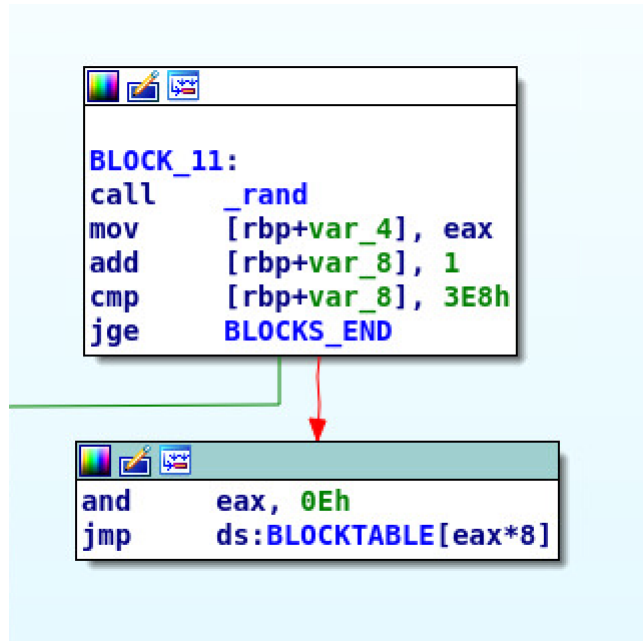 BLOCK_11:
call _rand
mov [rbp+var_4], eax
add [rbp+var_8], 1
cmp [rbp+var_8], 3E8h
jge BLOCKS_END
and eax, 0Eh
jmp ds:BLOCKTABLE[eax*8]